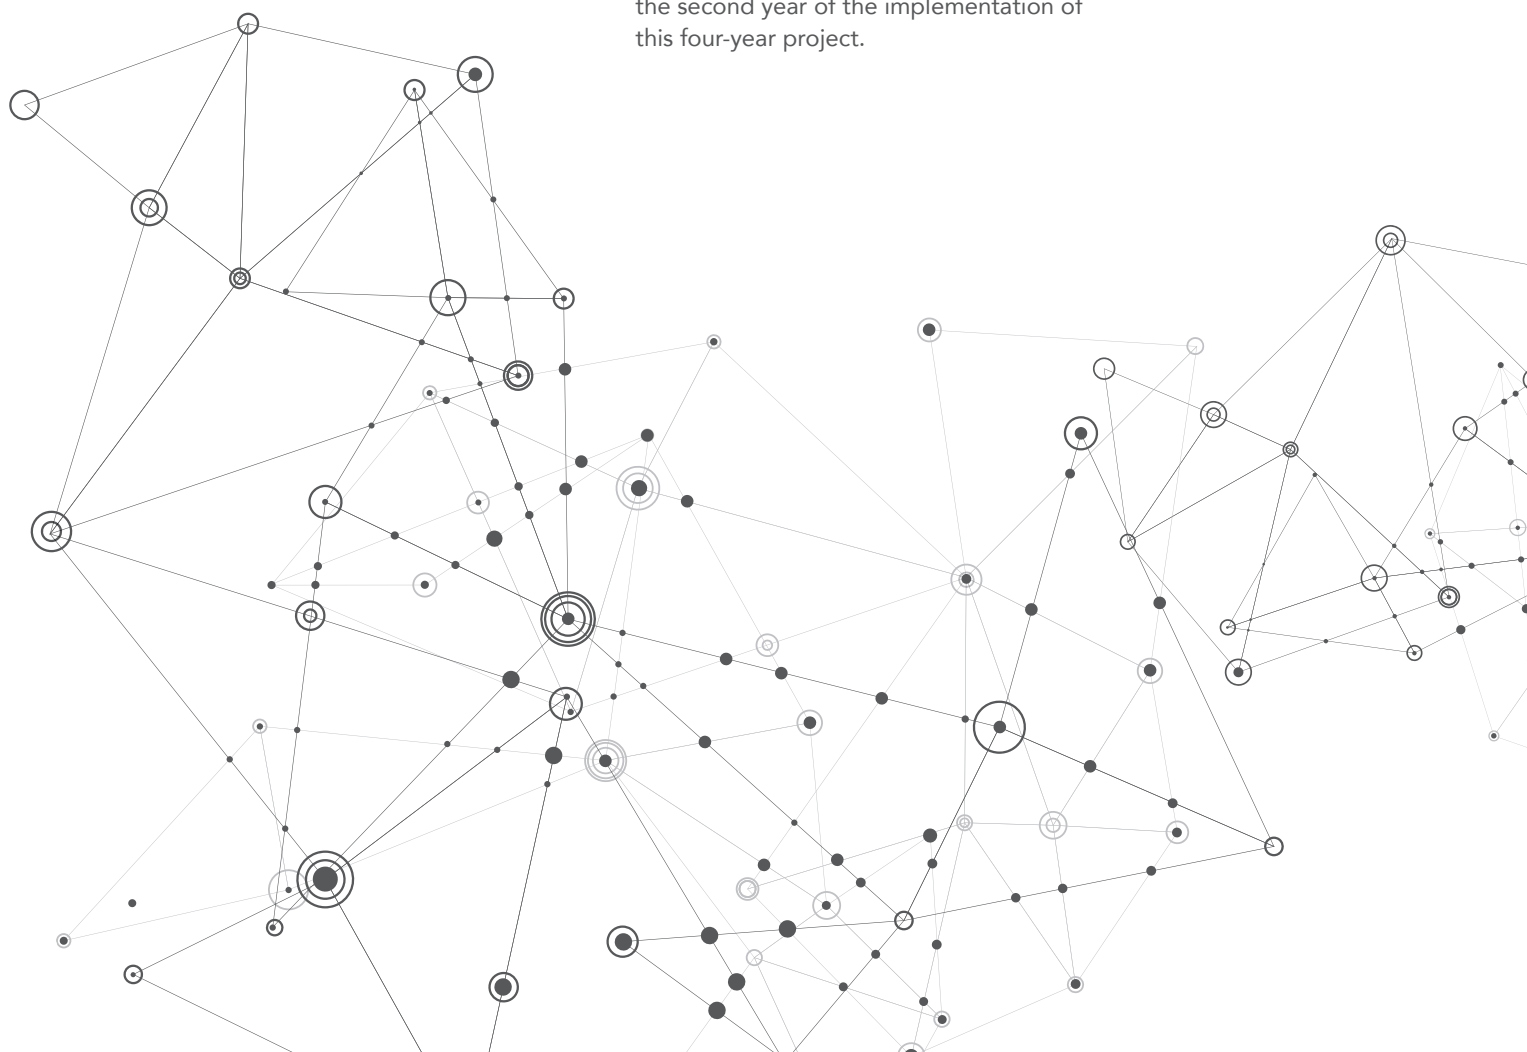 the second year of the implementation of
this four-year project.